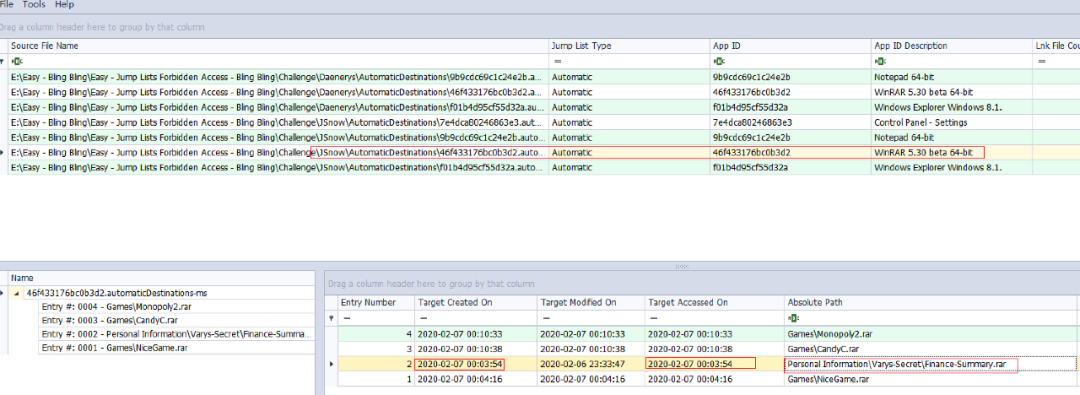 File Tools Help
Drag a column header here to group by that column
Source File Name Jump List Type App ID App ID Description Lnk File Cou
E:\Easy - Bling Bling\Easy - Jump Lists Forbidden Access - Bling Bling\Challenge\Daenerys\AutomaticDestinations\9b9cdc69c1c24e2b.a... Automatic 9b9cdc69c1c24e2b Notepad 64-bit
E:\Easy - Bling Bling\Easy - Jump Lists Forbidden Access - Bling Bling\Challenge\Daenerys\AutomaticDestinations\46f433176bc0b3d2.a... Automatic 46f433176bc0b3d2 WinRAR 5.30 beta 64-bit
E:\Easy - Bling Bling\Easy - Jump Lists Forbidden Access - Bling Bling\Challenge\Daenerys\AutomaticDestinations\f01b4d95cf55d32a.a... Automatic f01b4d95cf55d32a Windows Explorer Windows 8.1.
E:\Easy - Bling Bling\Easy - Jump Lists Forbidden Access - Bling Bling\Challenge\JSnow\AutomaticDestinations\7e4dca80246863e3.auto... Automatic 7e4dca80246863e3 Control Panel - Settings
E:\Easy - Bling Bling\Easy - Jump Lists Forbidden Access - Bling Bling\Challenge\JSnow\AutomaticDestinations\9b9cdc69c1c24e2b.auto... Automatic 9b9cdc69c1c24e2b Notepad 64-bit
E:\Easy - Bling Bling\Easy - Jump Lists Forbidden Access - Bling Bling\Challenge\JSnow\AutomaticDestinations\46f433176bc0b3d2.auto... Automatic 46f433176bc0b3d2 WinRAR 5.30 beta 64-bit
E:\Easy - Bling Bling\Easy - Jump Lists Forbidden Access - Bling Bling\Challenge\JSnow\AutomaticDestinations\f01b4d95cf55d32a.auto... Automatic f01b4d95cf55d32a Windows Explorer Windows 8.1.
Name
46f433176bc0b3d2.automaticDestinations-ms
Entry #: 0004 - Games\Monopoly2.rar
Entry #: 0003 - Games\CandyC.rar
Entry #: 0002 - Personal Information\Varys-Secret\Finance-Summa...
Entry #: 0001 - Games\NiceGame.rar
Drag a column header here to group by that column
Entry Number Target Created On Target Modified On Target Accessed On Absolute Path
4 2020-02-07 00:10:33 2020-02-07 00:10:33 2020-02-07 00:10:33 Games\Monopoly2.rar
3 2020-02-07 00:10:38 2020-02-07 00:10:38 2020-02-07 00:10:38 Games\CandyC.rar
2 2020-02-07 00:03:54 2020-02-06 23:33:47 2020-02-07 00:03:54 Personal Information\Varys-Secret\Finance-Summary.rar
1 2020-02-07 00:04:16 2020-02-07 00:04:16 2020-02-07 00:04:16 Games\NiceGame.rar